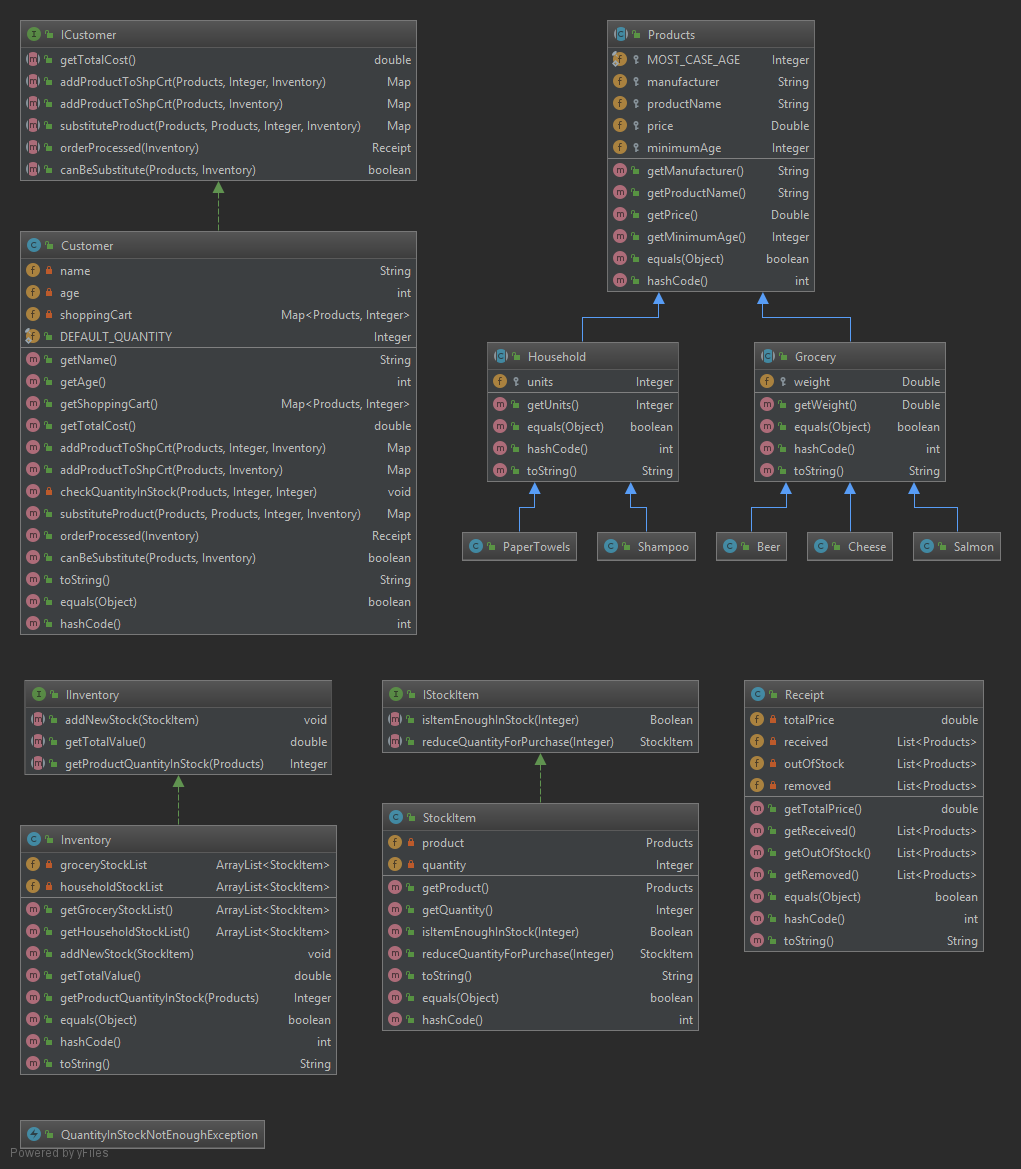 ICustomer
getTotalCost() double
addProductToShpCrt(Products, Integer, Inventory) Map
addProductToShpCrt(Products, Inventory) Map
substituteProduct(Products, Products, Integer, Inventory) Map
orderProcessed(Inventory) Receipt
canBeSubstitute(Products, Inventory) boolean
Customer
name String
age int
shoppingCart Map<Products, Integer>
DEFAULT_QUANTITY Integer
getName() String
getAge() int
getShoppingCart() Map<Products, Integer>
getTotalCost() double
addProductToShpCrt(Products, Integer, Inventory) Map
addProductToShpCrt(Products, Inventory) Map
checkQuantityInStock(Products, Integer, Integer) void
substituteProduct(Products, Products, Integer, Inventory) Map
orderProcessed(Inventory) Receipt
canBeSubstitute(Products, Inventory) boolean
toString() String
equals(Object) boolean
hashCode() int
Products
MOST_CASE_AGE Integer
manufacturer String
productName String
price Double
minimumAge Integer
getManufacturer() String
getProductName() String
getPrice() Double
getMinimumAge() Integer
equals(Object) boolean
hashCode() int
Household
units Integer
getUnits() Integer
equals(Object) boolean
hashCode() int
toString() String
Grocery
weight Double
getWeight() Double
equals(Object) boolean
hashCode() int
toString() String
PaperTowels
Shampoo
Beer
Cheese
Salmon
IInventory
addNewStock(StockItem) void
getTotalValue() double
getProductQuantityInStock(Products) Integer
Inventory
groceryStockList ArrayList<StockItem>
householdStockList ArrayList<StockItem>
getGroceryStockList() ArrayList<StockItem>
getHouseholdStockList() ArrayList<StockItem>
addNewStock(StockItem) void
getTotalValue() double
getProductQuantityInStock(Products) Integer
equals(Object) boolean
hashCode() int
toString() String
IStockItem
isItemEnoughInStock(Integer) Boolean
reduceQuantityForPurchase(Integer) StockItem
StockItem
product Products
quantity Integer
getProduct() Products
getQuantity() Integer
isItemEnoughInStock(Integer) Boolean
reduceQuantityForPurchase(Integer) StockItem
toString() String
equals(Object) boolean
hashCode() int
Receipt
totalPrice double
received List<Products>
outOfStock List<Products>
removed List<Products>
getTotalPrice() double
getReceived() List<Products>
getOutOfStock() List<Products>
getRemoved() List<Products>
equals(Object) boolean
hashCode() int
toString() String
QuantityInStockNotEnoughException
Powered by yFiles